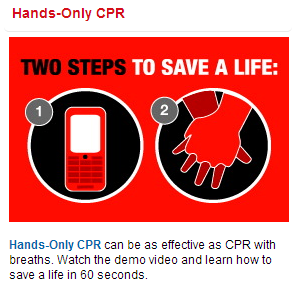 Hands-Only CPR
TWO STEPS TO SAVE A LIFE:
1
2
Hands-Only CPR can be as effective as CPR with
breaths. Watch the demo video and learn how to
save a life in 60 seconds.